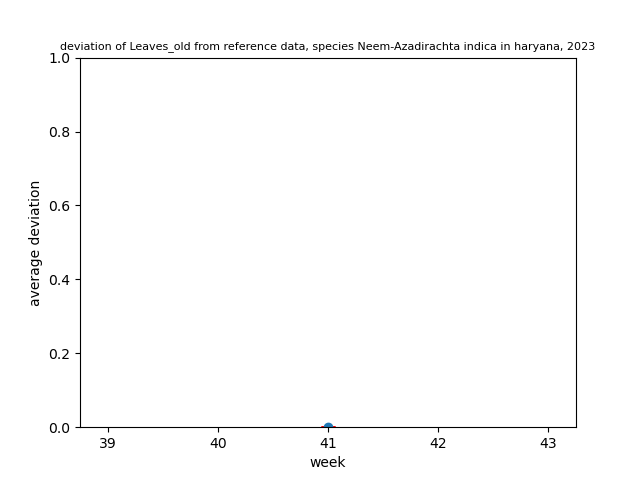 deviation of Leaves_old from reference data, species Neem-Azadirachta indica in haryana, 2023
1.0
0.8
0.6
0.4
0.2
0.0
average deviation
39 40 41 42 43
week